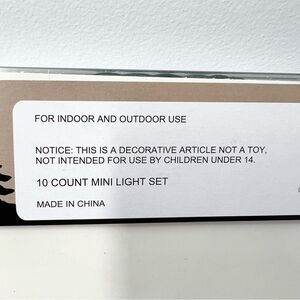 FOR INDOOR AND OUTDOOR USE
NOTICE: THIS IS A DECORATIVE ARTICLE NOT A TOY,
NOT INTENDED FOR USE BY CHILDREN UNDER 14.
10 COUNT MINI LIGHT SET
MADE IN CHINA